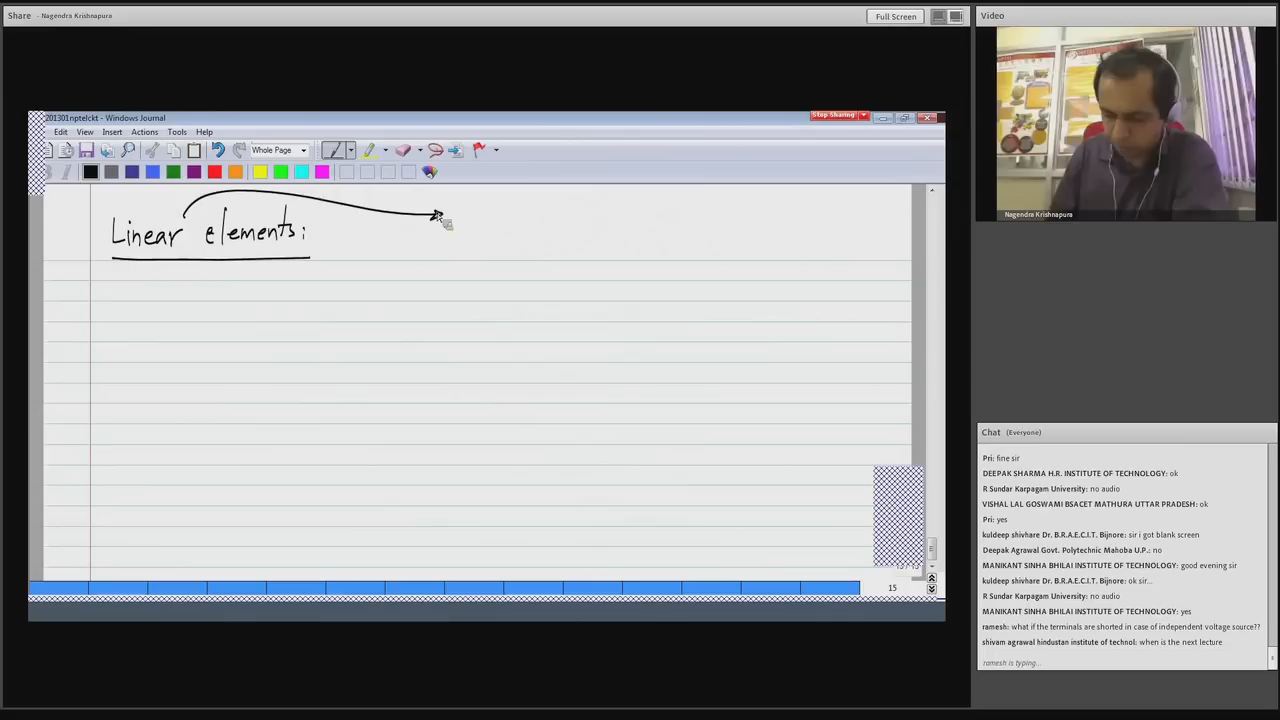 Share - Nagendra Krishnapura
Full Screen
Video
201301nptelckt - Windows Journal
Stop Sharing
Edit View Insert Actions Tools Help
Whole Page
Linear elements:
15
Nagendra Krishnapura
Chat (Everyone)
Pri: fine sir
DEEPAK SHARMA H.R. INSTITUTE OF TECHNOLOGY: ok
R Sundar Karpagam University: no audio
VISHAL LAL GOSWAMI BSACET MATHURA UTTAR PRADESH: ok
Pri: yes
kuldeep shivhare Dr. B.R.A.E.C.I.T. Bijnore: sir i got blank screen
Deepak Agrawal Govt. Polytechnic Mahoba U.P.: no
MANIKANT SINHA BHILAI INSTITUTE OF TECHNOLOGY: good evening sir
kuldeep shivhare Dr. B.R.A.E.C.I.T. Bijnore: ok sir...
R Sundar Karpagam University: no audio
MANIKANT SINHA BHILAI INSTITUTE OF TECHNOLOGY: yes
ramesh: what if the terminals are shorted in case of independent voltage source??
shivam agrawal hindustan institute of technol: when is the next lecture
ramesh is typing...